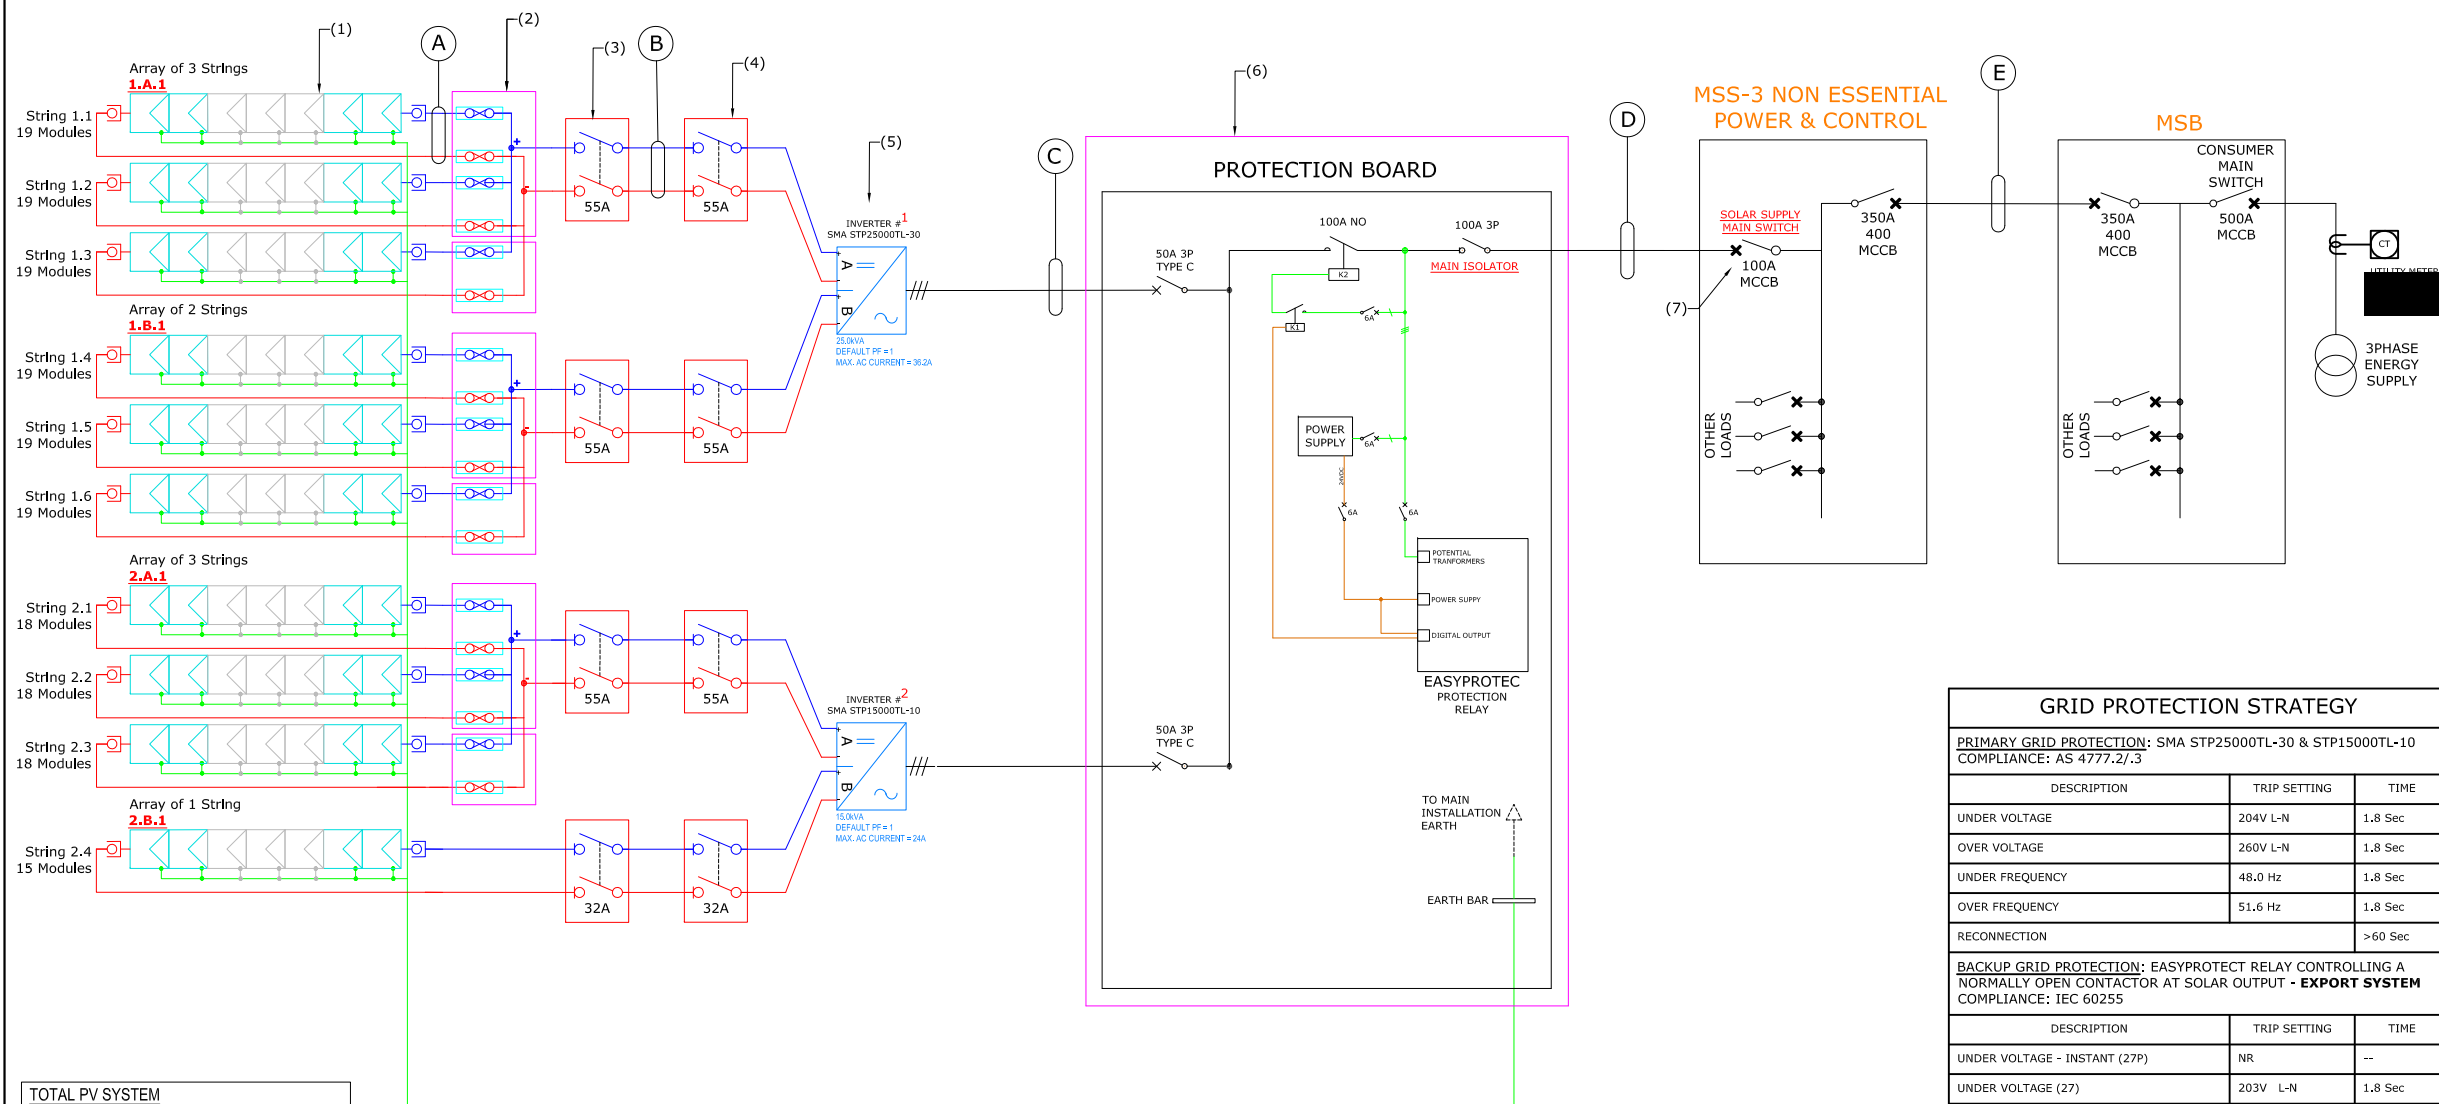 (1)
A
(2)
(3)
B
(4)
(5)
C
(6)
D
(7)
E
Array of 3 Strings
1.A.1
String 1.1
19 Modules
String 1.2
19 Modules
String 1.3
19 Modules
Array of 2 Strings
1.B.1
String 1.4
19 Modules
String 1.5
19 Modules
String 1.6
19 Modules
Array of 3 Strings
2.A.1
String 2.1
18 Modules
String 2.2
18 Modules
String 2.3
18 Modules
Array of 1 String
2.B.1
String 2.4
15 Modules
+
-
+
-
+
-
55A
55A
55A
55A
55A
55A
32A
32A
INVERTER #1
SMA STP25000TL-30
+
A
-
+
B
-
25.0kVA
DEFAULT PF = 1
MAX. AC CURRENT = 36.2A
INVERTER #2
SMA STP15000TL-10
+
A
-
+
B
-
15.0kVA
DEFAULT PF = 1
MAX. AC CURRENT = 24A
PROTECTION BOARD
50A 3P
TYPE C
50A 3P
TYPE C
100A NO
K2
K1
100A 3P
MAIN ISOLATOR
6A
6A
POWER
SUPPLY
24VDC
6A
6A
POTENTIAL
TRANFORMERS
POWER SUPPY
DIGITAL OUTPUT
EASYPROTEC
PROTECTION
RELAY
TO MAIN
INSTALLATION
EARTH
EARTH BAR
MSS-3 NON ESSENTIAL
POWER & CONTROL
SOLAR SUPPLY
MAIN SWITCH
100A
MCCB
350A
400
MCCB
OTHER
LOADS
MSB
CONSUMER
MAIN
SWITCH
350A
400
MCCB
500A
MCCB
OTHER
LOADS
CT
UTILITY METER
3PHASE
ENERGY
SUPPLY
GRID PROTECTION STRATEGY
PRIMARY GRID PROTECTION: SMA STP25000TL-30 & STP15000TL-10
COMPLIANCE: AS 4777.2/.3
DESCRIPTION TRIP SETTING TIME
UNDER VOLTAGE 204V L-N 1.8 Sec
OVER VOLTAGE 260V L-N 1.8 Sec
UNDER FREQUENCY 48.0 Hz 1.8 Sec
OVER FREQUENCY 51.6 Hz 1.8 Sec
RECONNECTION >60 Sec
BACKUP GRID PROTECTION: EASYPROTECT RELAY CONTROLLING A
NORMALLY OPEN CONTACTOR AT SOLAR OUTPUT - EXPORT SYSTEM
COMPLIANCE: IEC 60255
DESCRIPTION TRIP SETTING TIME
UNDER VOLTAGE - INSTANT (27P) NR --
UNDER VOLTAGE (27) 203V L-N 1.8 Sec
TOTAL PV SYSTEM